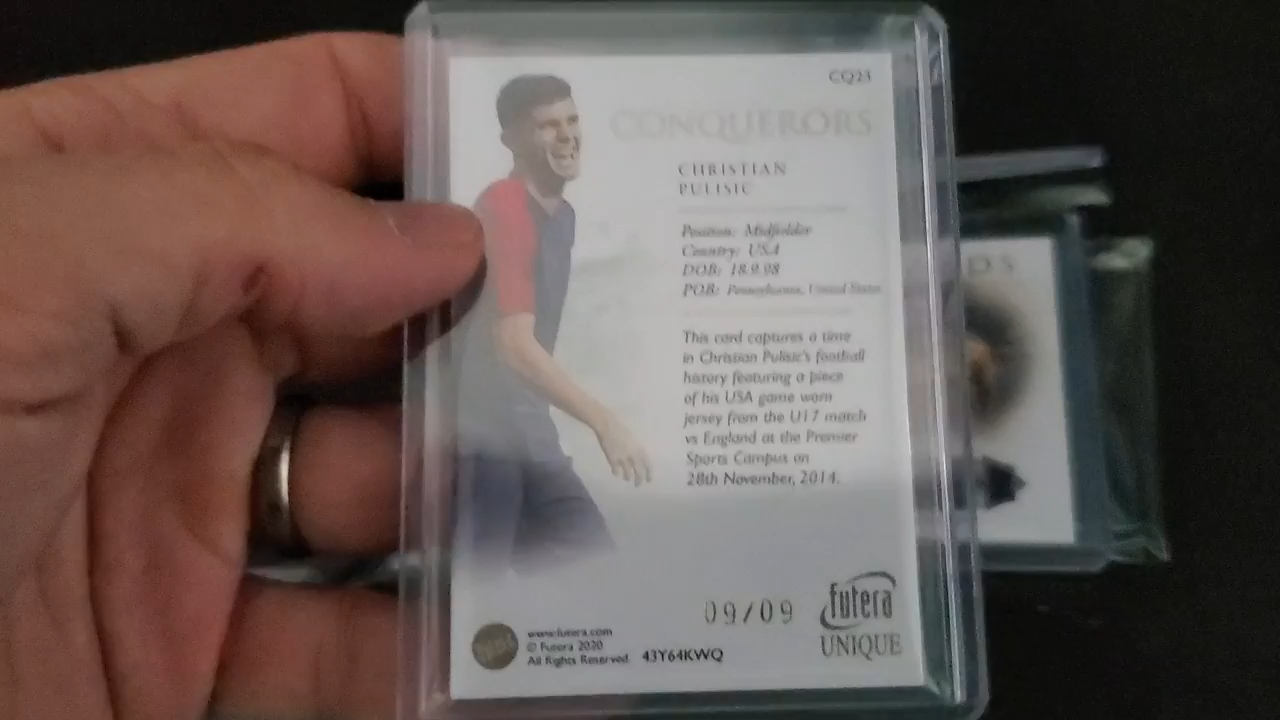 CQ23
CONQUERORS
CHRISTIAN
PULISIC
Position: Midfielder
Country: USA
DOB: 18.9.98
POB: Pennsylvania, United States
This card captures a time
in Christian Pulisic's football
history featuring a piece
of his USA game worn
jersey from the U17 match
vs England at the Premier
Sports Campus on
28th November, 2014.
09/09
futera
UNIQUE
www.futera.com
© Futera 2020
All Rights Reserved. 43Y64KWQ
DS